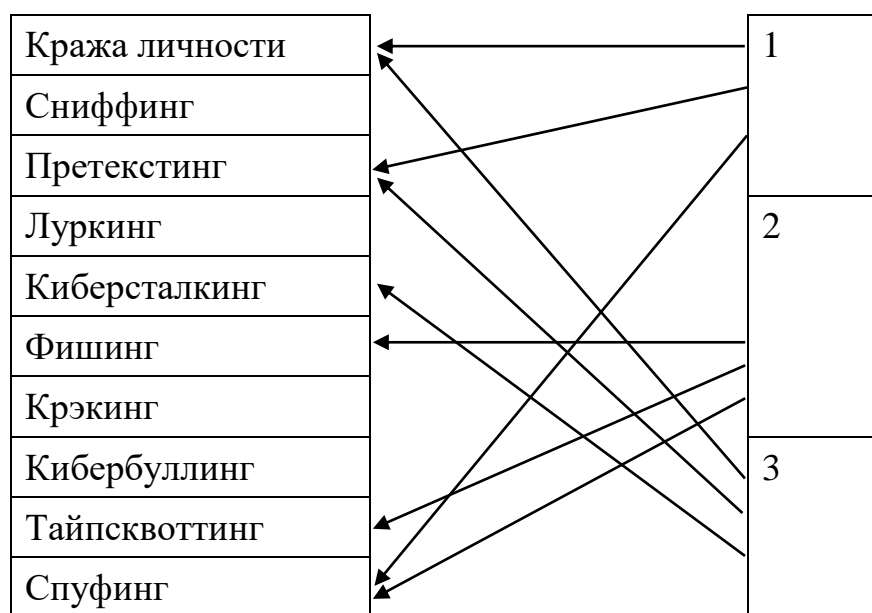 Кража личности
Сниффинг
Претекстинг
Луркинг
Киберсталкинг
Фишинг
Крэкинг
Кибербуллинг
Тайпсквоттинг
Спуфинг
1
2
3